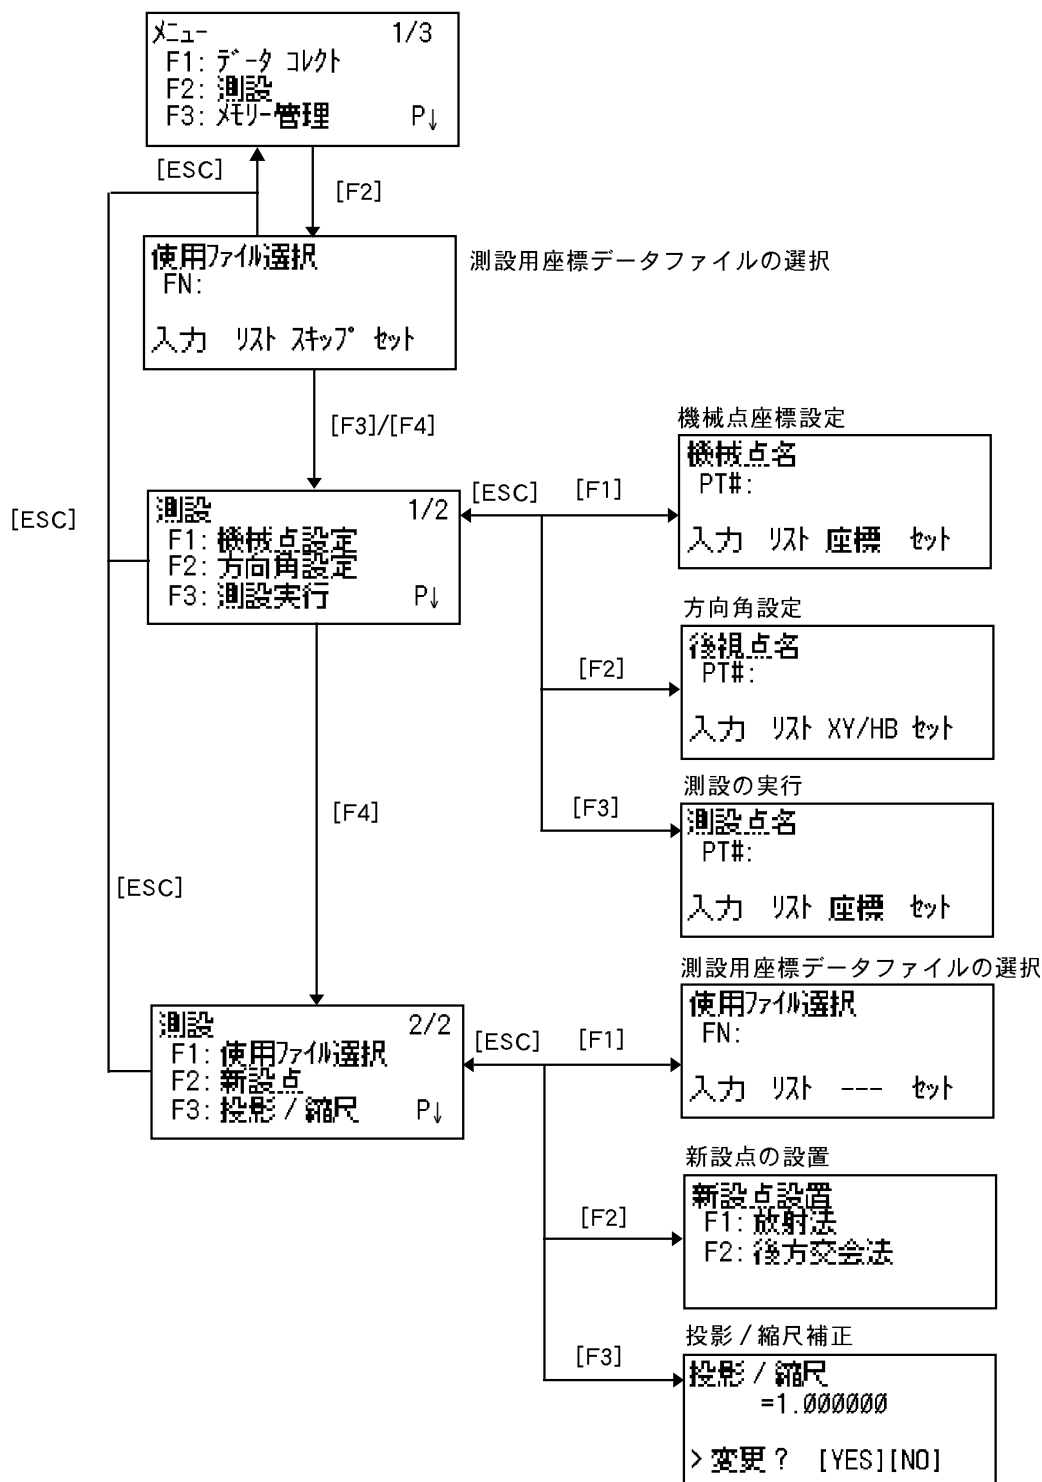 ﾒﾆｭｰ 1/3
F1: ﾃﾞｰﾀ ｺﾚｸﾄ
F2: 測設
F3: ﾒﾓﾘｰ管理 P↓
[ESC]
[F2]
使用ﾌｧｲﾙ選択
FN:
入力 ﾘｽﾄ ｽｷｯﾌﾟ ｾｯﾄ
測設用座標データファイルの選択
[F3]/[F4]
機械点座標設定
機械点名
PT#:
入力 ﾘｽﾄ 座標 ｾｯﾄ
[ESC] [F1]
[ESC]
測設 1/2
F1: 機械点設定
F2: 方向角設定
F3: 測設実行 P↓
方向角設定
[F2]
後視点名
PT#:
入力 ﾘｽﾄ XY/HB ｾｯﾄ
測設の実行
[F3]
測設点名
PT#:
入力 ﾘｽﾄ 座標 ｾｯﾄ
[F4]
[ESC]
測設用座標データファイルの選択
使用ﾌｧｲﾙ選択
FN:
入力 ﾘｽﾄ --- ｾｯﾄ
[ESC] [F1]
測設 2/2
F1: 使用ﾌｧｲﾙ選択
F2: 新設点
F3: 投影/縮尺 P↓
新設点の設置
[F2]
新設点設置
F1: 放射法
F2: 後方交会法
投影/縮尺補正
[F3]
投影/縮尺
=1.000000
>変更? [YES][NO]